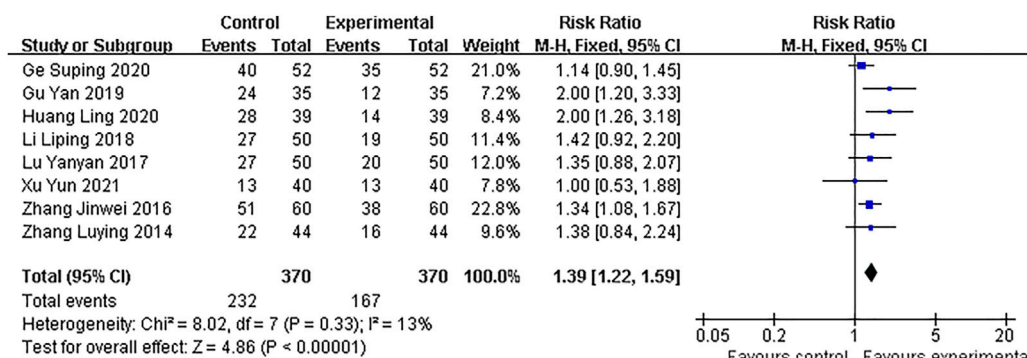 Control Experimental Risk Ratio Risk Ratio
Study or Subgroup Events Total Events Total Weight M-H, Fixed, 95% CI M-H, Fixed, 95% CI
Ge Suping 2020 40 52 35 52 21.0% 1.14 [0.90, 1.45]
Gu Yan 2019 24 35 12 35 7.2% 2.00 [1.20, 3.33]
Huang Ling 2020 28 39 14 39 8.4% 2.00 [1.26, 3.18]
Li Liping 2018 27 50 19 50 11.4% 1.42 [0.92, 2.20]
Lu Yanyan 2017 27 50 20 50 12.0% 1.35 [0.88, 2.07]
Xu Yun 2021 13 40 13 40 7.8% 1.00 [0.53, 1.88]
Zhang Jinwei 2016 51 60 38 60 22.8% 1.34 [1.08, 1.67]
Zhang Luying 2014 22 44 16 44 9.6% 1.38 [0.84, 2.24]
Total (95% CI) 370 370 100.0% 1.39 [1.22, 1.59]
Total events 232 167
Heterogeneity: Chi² = 8.02, df = 7 (P = 0.33); I² = 13%
Test for overall effect: Z = 4.86 (P < 0.00001)
0.05 0.2 1 5 20
Favours control Favours experimenta